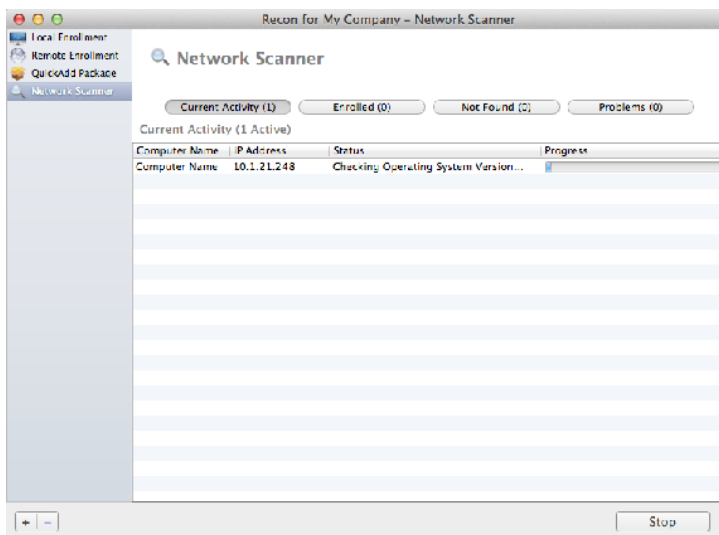 Recon for My Company – Network Scanner
Local Enrollment
Remote Enrollment
QuickAdd Package
Network Scanner
Network Scanner
Current Activity (1) Enrolled (0) Not Found (0) Problems (0)
Current Activity (1 Active)
Computer Name IP Address Status Progress
Computer Name 10.1.21.248 Checking Operating System Version...
+ − Stop